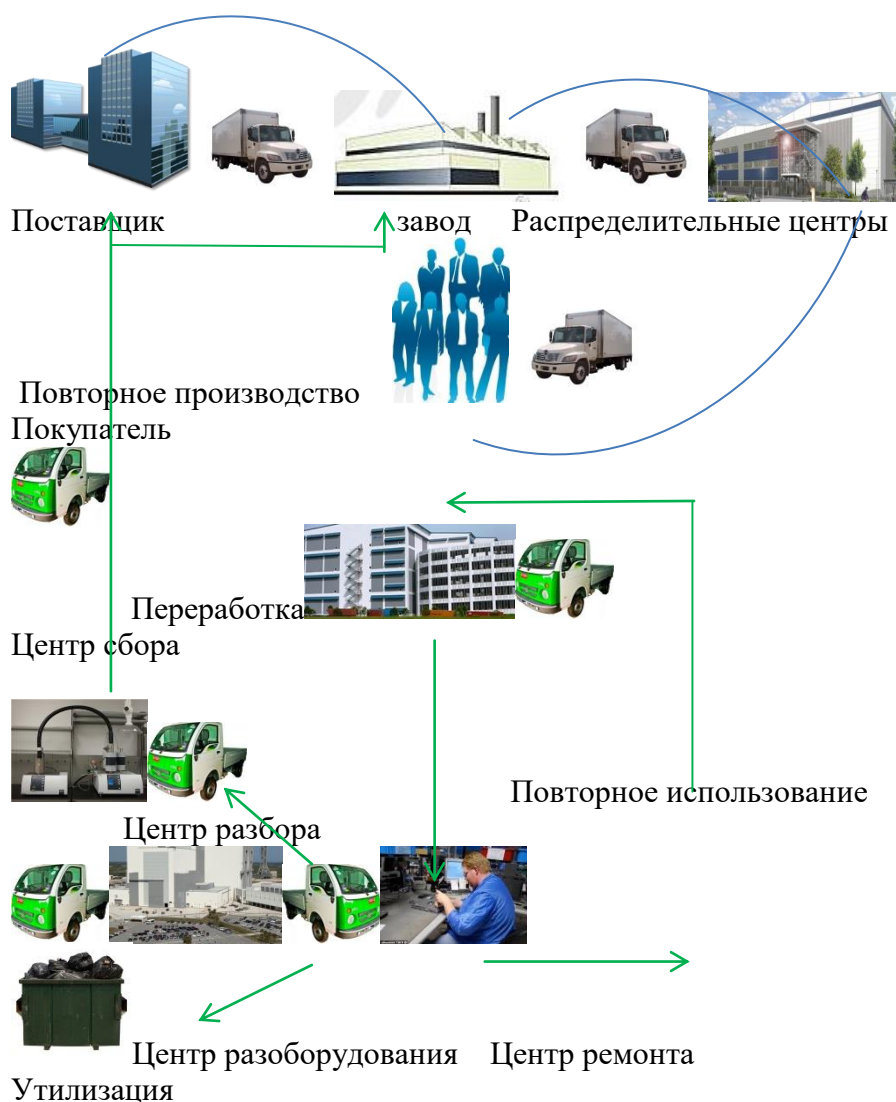 Поставщик завод Распределительные центры
Повторное производство
Покупатель
Переработка
Центр сбора
Повторное использование
Центр разбора
Центр разоборудования Центр ремонта
Утилизация